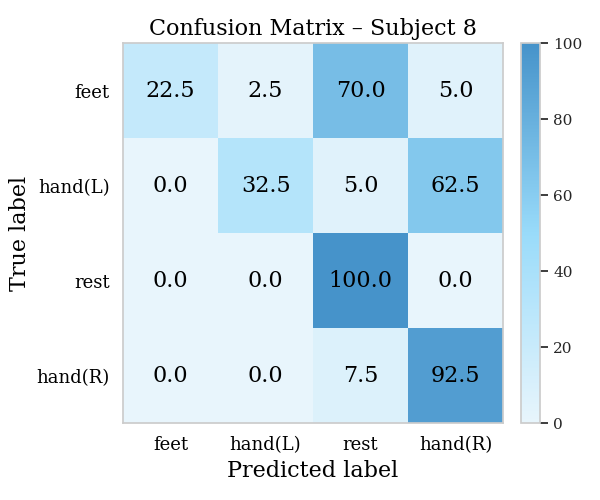 Confusion Matrix – Subject 8
True label
feet 22.5 2.5 70.0 5.0
hand(L) 0.0 32.5 5.0 62.5
rest 0.0 0.0 100.0 0.0
hand(R) 0.0 0.0 7.5 92.5
feet hand(L) rest hand(R)
Predicted label
100
80
60
40
20
0